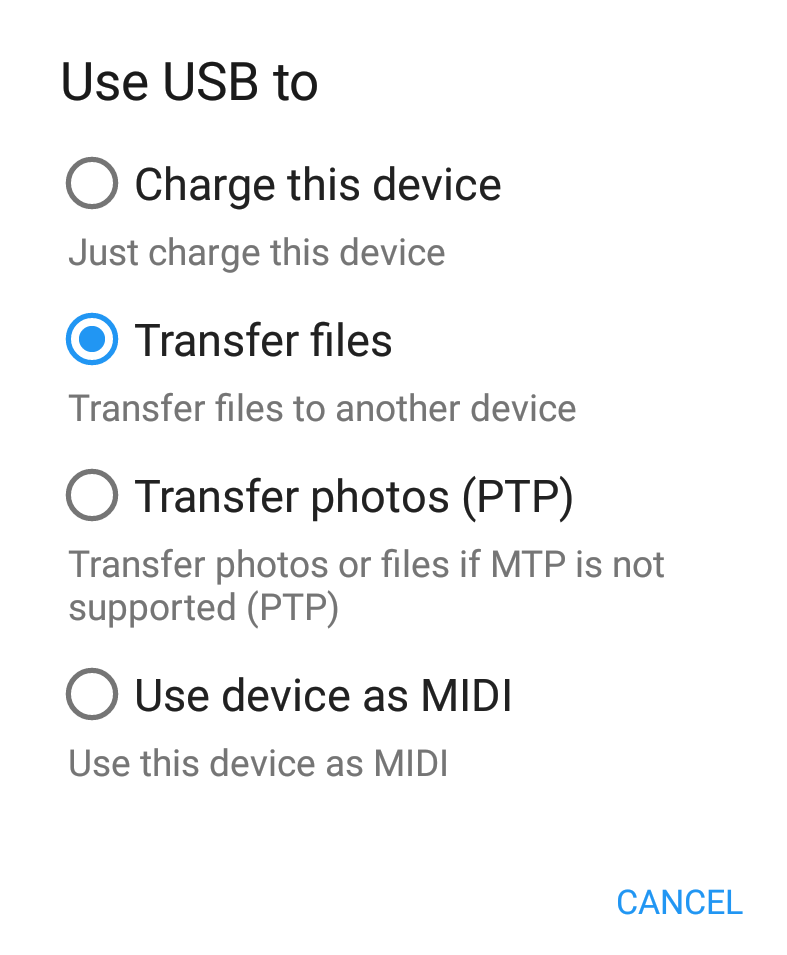 Use USB to
Charge this device
Just charge this device
Transfer files
Transfer files to another device
Transfer photos (PTP)
Transfer photos or files if MTP is not
supported (PTP)
Use device as MIDI
Use this device as MIDI
CANCEL